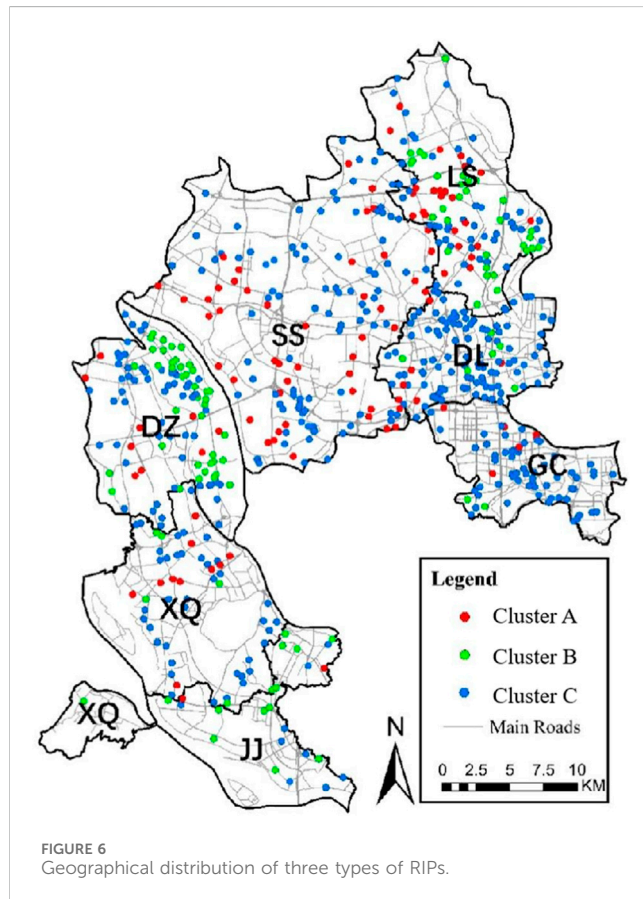 LS
SS
DL
DZ
GC
XQ
XQ
JJ
Legend
Cluster A
Cluster B
Cluster C
Main Roads
N
0 2.5 5 7.5 10
KM
FIGURE 6
Geographical distribution of three types of RIPs.